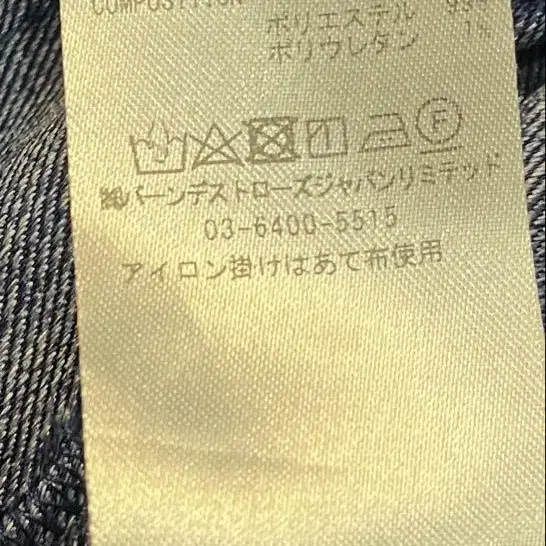 COMPOSITION
ポリエステル
ポリウレタン 1%
F
㈱バーンデストローズジャパンリミテッド
03-6400-5515
アイロン掛けはあて布使用